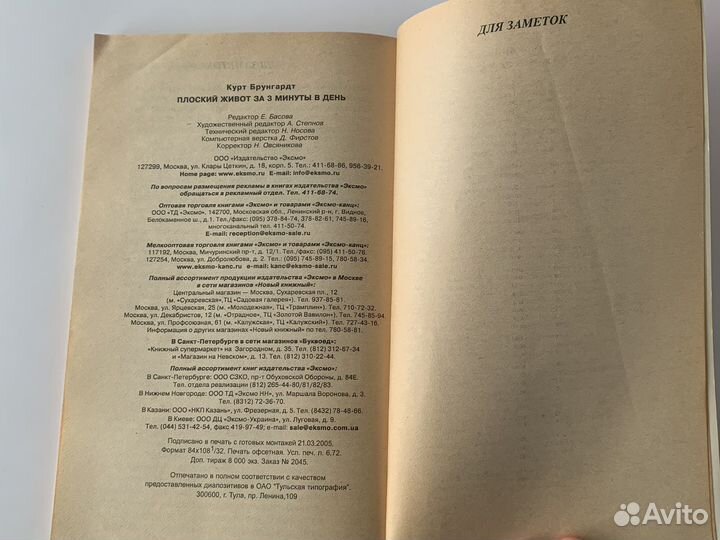 Курт Брунгардт
ПЛОСКИЙ ЖИВОТ ЗА 3 МИНУТЫ В ДЕНЬ
Редактор Е. Басова
Художественный редактор А. Степнов
Технический редактор Н. Носова
Компьютерная верстка Д. Фирстов
Корректор Н. Овсяникова
ООО «Издательство «Эксмо»
127299, Москва, ул. Клары Цеткин, д. 18, корп. 5. Тел.: 411-68-86, 956-39-21.
Home page: www.eksmo.ru E-mail: info@eksmo.ru
По вопросам размещения рекламы в книгах издательства «Эксмо»
обращаться в рекламный отдел. Тел. 411-68-74.
Оптовая торговля книгами «Эксмо» и товарами «Эксмо-канц»:
ООО «ТД «Эксмо», 142700, Московская обл., Ленинский р-н, г. Видное,
Белокаменное ш., д.1. Тел./факс: (095) 378-84-74, 378-82-61, 745-89-16,
многоканальный тел. 411-50-74.
E-mail: reception@eksmo-sale.ru
Мелкооптовая торговля книгами «Эксмо» и товарами «Эксмо-канц»:
117192, Москва, Мичуринский пр-т, д. 12/1. Тел./факс: (095) 411-50-76.
127254, Москва, ул. Добролюбова, д. 2. Тел.: (095) 745-89-15, 780-58-34.
www.eksmo-kanc.ru e-mail: kanc@eksmo-sale.ru
Полный ассортимент продукции издательства «Эксмо» в Москве
в сети магазинов «Новый книжный»:
Центральный магазин — Москва, Сухаревская пл., 12
(м. «Сухаревская»,ТЦ «Садовая галерея»). Тел. 937-85-81.
Москва, ул. Ярцевская, 25 (м. «Молодежная», ТЦ «Трамплин»). Тел. 710-72-32.
Москва, ул. Декабристов, 12 (м. «Отрадное», ТЦ «Золотой Вавилон»). Тел. 745-85-94.
Москва, ул. Профсоюзная, 61 (м. «Калужская», ТЦ «Калужский»). Тел. 727-43-16.
Информация о других магазинах «Новый книжный» по тел. 780-58-81.
В Санкт-Петербурге в сети магазинов «Буквоед»:
«Книжный супермаркет» на Загородном, д. 35. Тел. (812) 312-67-34
и «Магазин на Невском», д. 13. Тел. (812) 310-22-44.
Полный ассортимент книг издательства «Эксмо»:
В Санкт-Петербурге: ООО СЗКО, пр-т Обуховской Обороны, д. 84Е.
Тел. отдела реализации (812) 265-44-80/81/82/83.
В Нижнем Новгороде: ООО ТД «Эксмо НН», ул. Маршала Воронова, д. 3.
Тел. (8312) 72-36-70.
В Казани: ООО «НКП Казань», ул. Фрезерная, д. 5. Тел. (8432) 78-48-66.
В Киеве: ООО ДЦ «Эксмо-Украина», ул. Луговая, д. 9.
Тел. (044) 531-42-54, факс 419-97-49; e-mail: sale@eksmo.com.ua
Подписано в печать с готовых монтажей 21.03.2005.
Формат 84х108 1/32. Печать офсетная. Усл. печ. л. 6,72.
Доп. тираж 8 000 экз. Заказ № 2045.
Отпечатано в полном соответствии с качеством
предоставленных диапозитивов в ОАО "Тульская типография".
300600, г. Тула, пр. Ленина,109
ДЛЯ ЗАМЕТОК
Avito